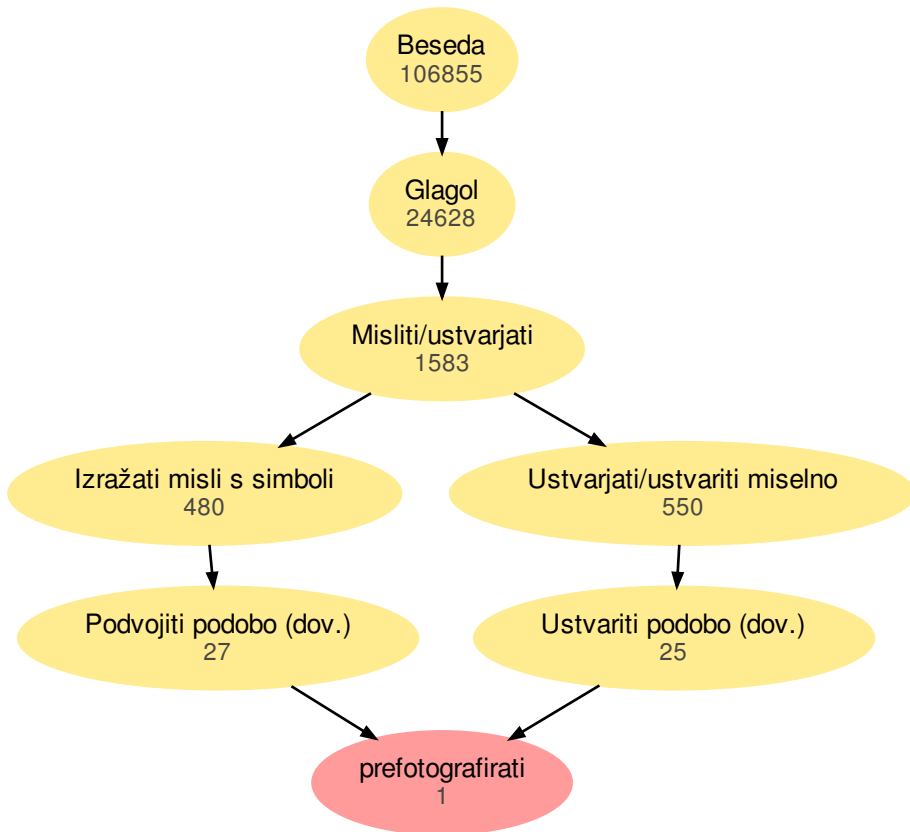 Beseda
106855
Glagol
24628
Misliti/ustvarjati
1583
Izražati misli s simboli
480
Ustvarjati/ustvariti miselno
550
Podvojiti podobo (dov.)
27
Ustvariti podobo (dov.)
25
prefotografirati
1